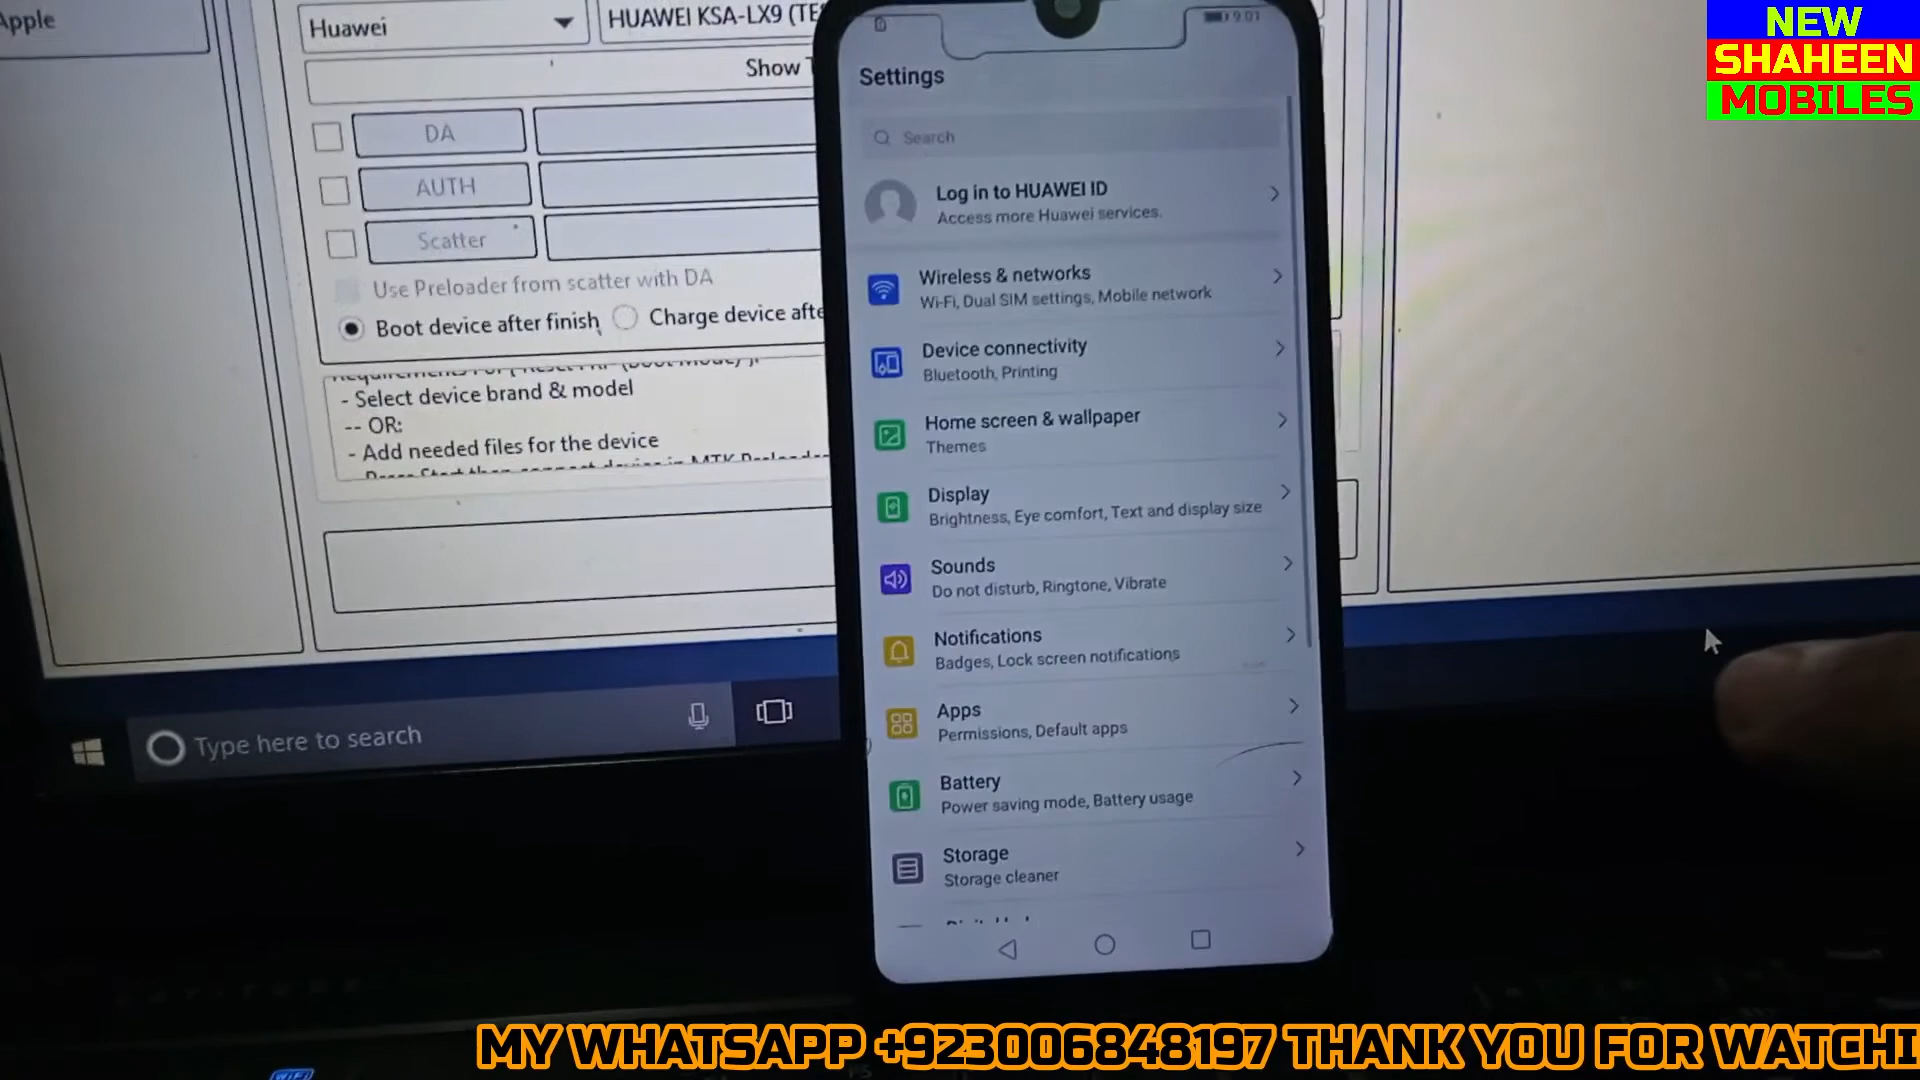 Apple
Huawei
HUAWEI KSA-LX9 (TE
Show
DA
AUTH
Scatter
Use Preloader from scatter with DA
Boot device after finish
Charge device afte
- Select device brand & model
-- OR:
- Add needed files for the device
Type here to search
9:01
Settings
Search
Log in to HUAWEI ID
Access more Huawei services.
Wireless & networks
Wi-Fi, Dual SIM settings, Mobile network
Device connectivity
Bluetooth, Printing
Home screen & wallpaper
Themes
Display
Brightness, Eye comfort, Text and display size
Sounds
Do not disturb, Ringtone, Vibrate
Notifications
Badges, Lock screen notifications
Apps
Permissions, Default apps
Battery
Power saving mode, Battery usage
Storage
Storage cleaner
NEW
SHAHEEN
MOBILES
MY WHATSAPP +923006848197 THANK YOU FOR WATCHI
WiFi